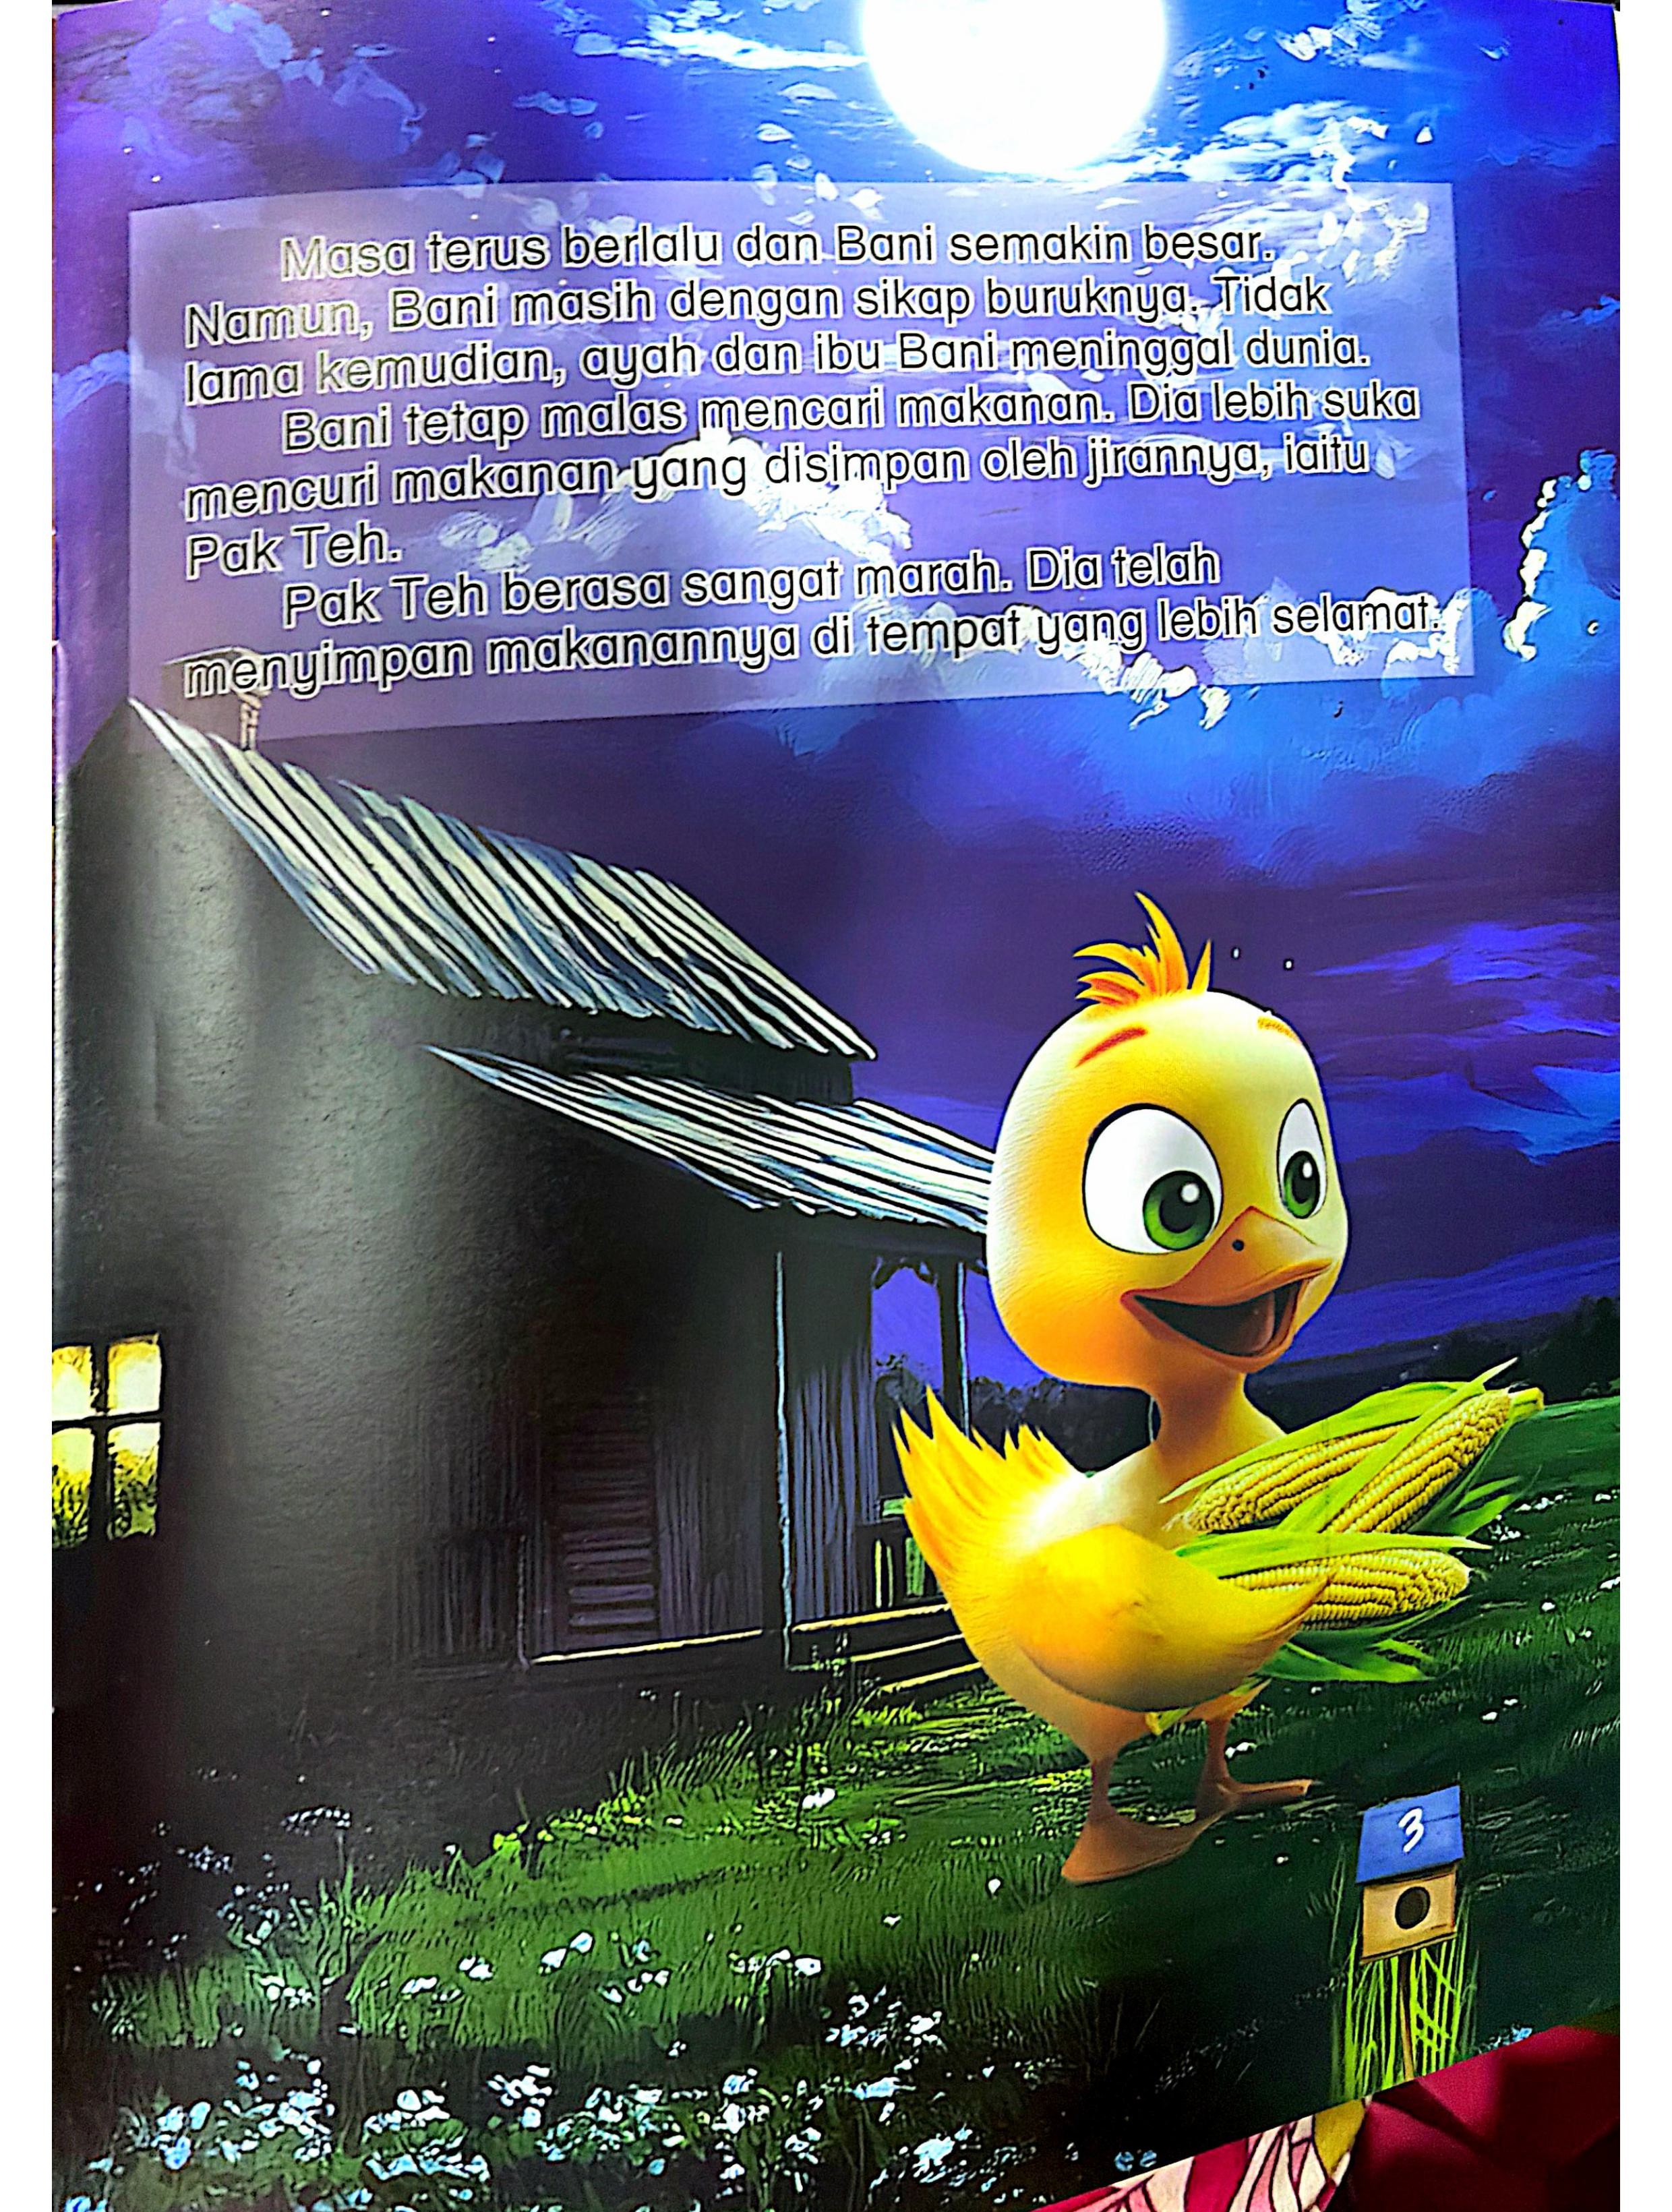 Masa terus berlalu dan Bani semakin besar.
Namun, Bani masih dengan sikap buruknya. Tidak
lama kemudian, ayah dan ibu Bani meninggal dunia.
Bani tetap malas mencari makanan. Dia lebih suka
mencuri makanan yang disimpan oleh jirannya, iaitu
Pak Teh.
Pak Teh berasa sangat marah. Dia telah
menyimpan makanannya di tempat yang lebih selamat.
3